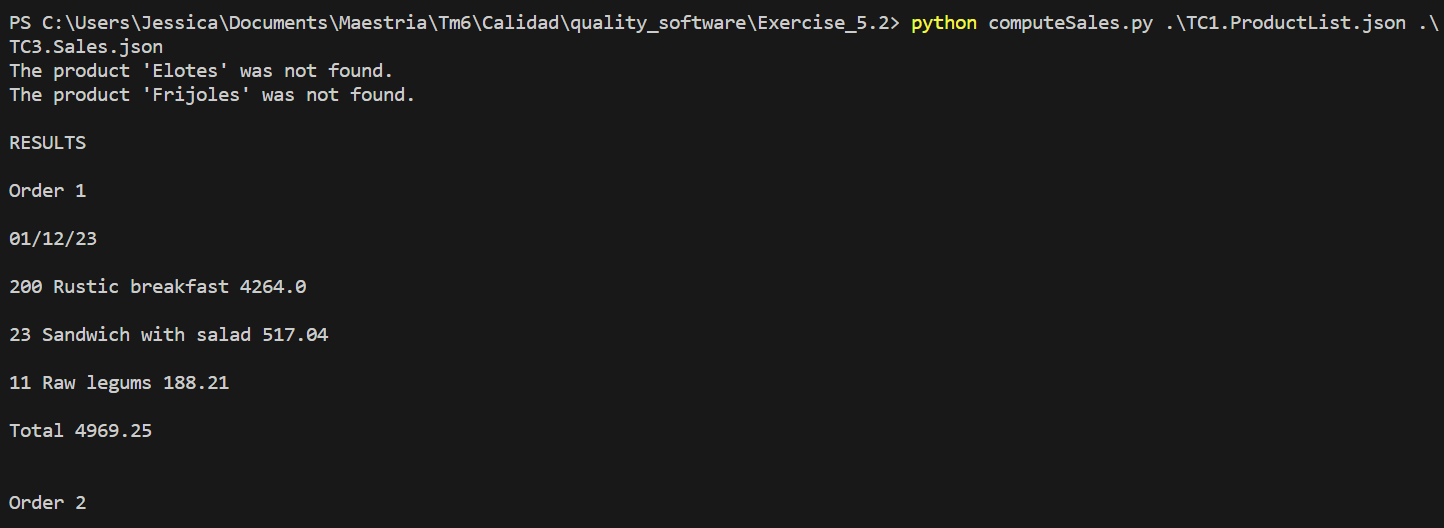 PS C:\Users\Jessica\Documents\Maestria\Tm6\Calidad\quality_software\Exercise_5.2> python computeSales.py .\TC1.ProductList.json .\
TC3.Sales.json
The product 'Elotes' was not found.
The product 'Frijoles' was not found.
RESULTS
Order 1
01/12/23
200 Rustic breakfast 4264.0
23 Sandwich with salad 517.04
11 Raw legums 188.21
Total 4969.25
Order 2